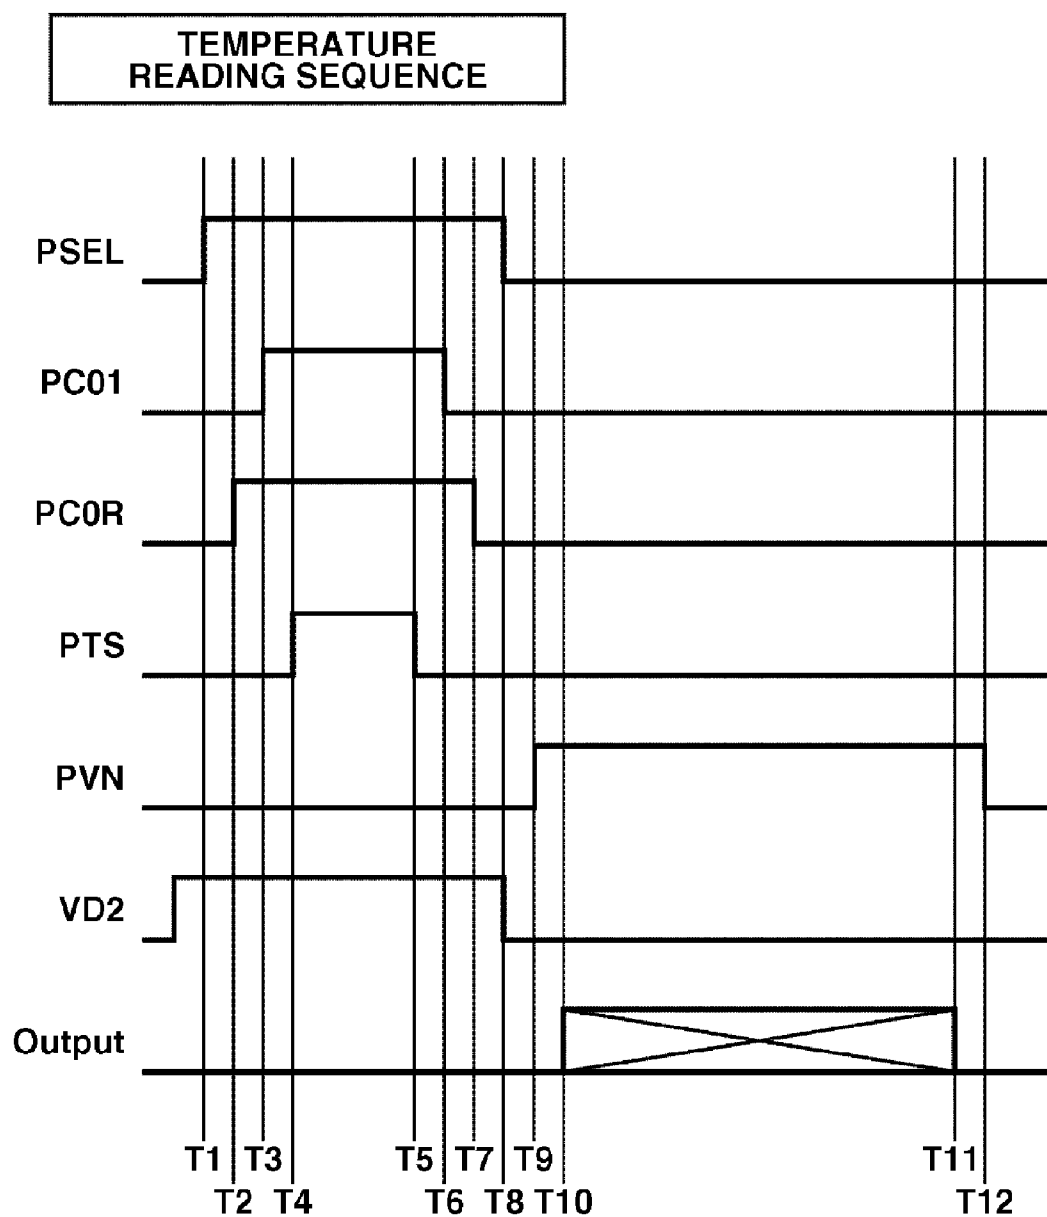 TEMPERATURE
READING SEQUENCE
PSEL
PC01
PC0R
PTS
PVN
VD2
Output
T1 T3 T5 T7 T9 T11
T2 T4 T6 T8 T10 T12